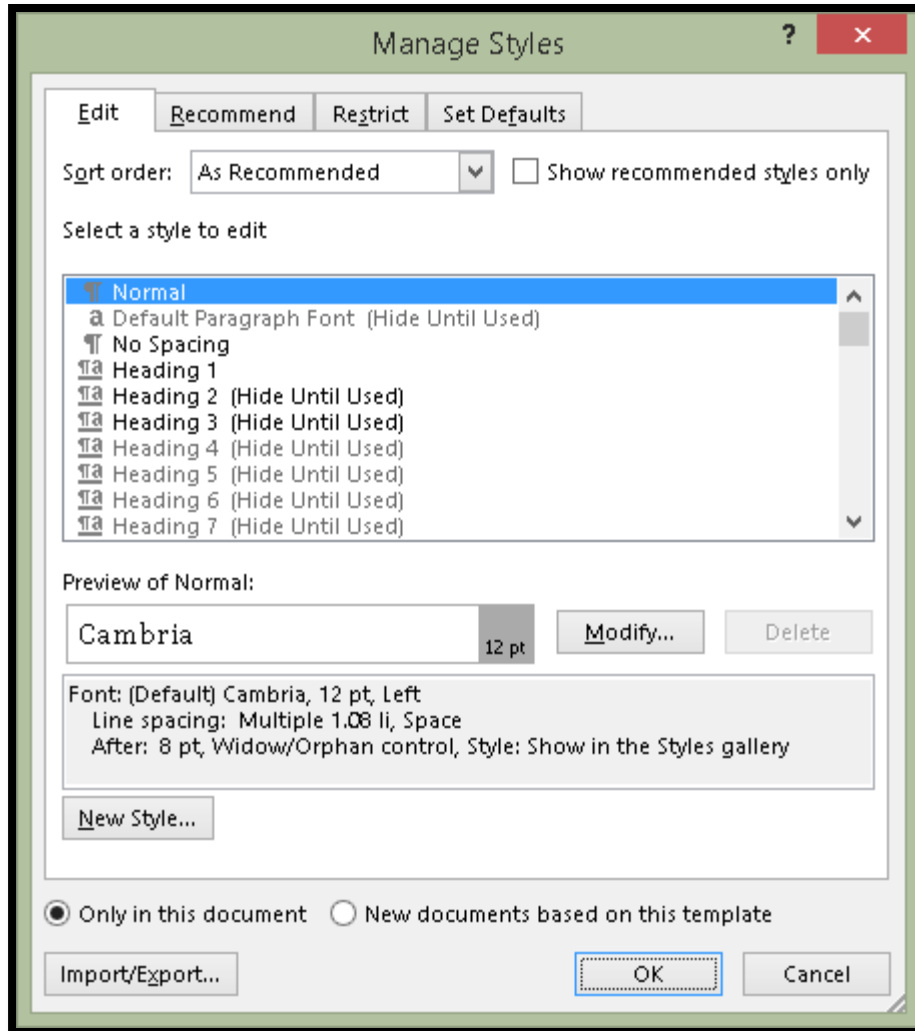 Manage Styles ?
Edit Recommend Restrict Set Defaults
Sort order: As Recommended Show recommended styles only
Select a style to edit
¶ Normal
a Default Paragraph Font (Hide Until Used)
¶ No Spacing
¶a Heading 1
¶a Heading 2 (Hide Until Used)
¶a Heading 3 (Hide Until Used)
¶a Heading 4 (Hide Until Used)
¶a Heading 5 (Hide Until Used)
¶a Heading 6 (Hide Until Used)
¶a Heading 7 (Hide Until Used)
Preview of Normal:
Cambria 12 pt Modify... Delete
Font: (Default) Cambria, 12 pt, Left
Line spacing: Multiple 1.08 li, Space
After: 8 pt, Widow/Orphan control, Style: Show in the Styles gallery
New Style...
Only in this document New documents based on this template
Import/Export... OK Cancel